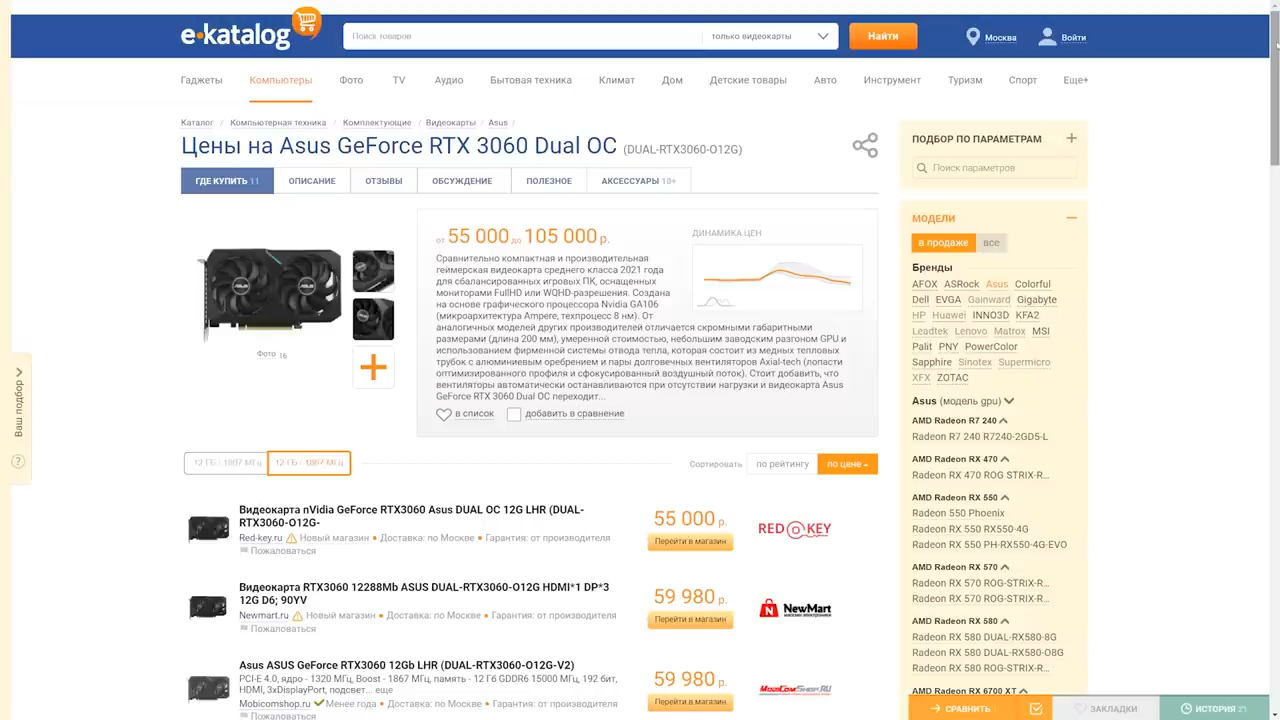 e·katalog
Поиск товаров
только видеокарты
Найти
Москва
Войти
Гаджеты Компьютеры Фото TV Аудио Бытовая техника Климат Дом Детские товары Авто Инструмент Туризм Спорт Еще+
Каталог / Компьютерная техника / Комплектующие / Видеокарты / Asus /
Цены на Asus GeForce RTX 3060 Dual OC (DUAL-RTX3060-O12G)
ГДЕ КУПИТЬ 11 ОПИСАНИЕ ОТЗЫВЫ ОБСУЖДЕНИЕ ПОЛЕЗНОЕ АКСЕССУАРЫ 10+
от 55 000 до 105 000 р.
ДИНАМИКА ЦЕН
Сравнительно компактная и производительная
геймерская видеокарта среднего класса 2021 года
для сбалансированных игровых ПК, оснащенных
мониторами FullHD или WQHD-разрешения. Создана
на основе графического процессора Nvidia GA106
(микроархитектура Ampere, техпроцесс 8 нм). От
аналогичных моделей других производителей отличается скромными габаритными
размерами (длина 200 мм), умеренной стоимостью, небольшим заводским разгоном GPU и
использованием фирменной системы отвода тепла, которая состоит из медных тепловых
трубок с алюминиевым оребрением и пары долговечных вентиляторов Axial-tech (лопасти
оптимизированного профиля и сфокусированный воздушный поток). Стоит добавить, что
вентиляторы автоматически останавливаются при отсутствии нагрузки и видеокарта Asus
GeForce RTX 3060 Dual OC переходит...
Фото 16
в список
добавить в сравнение
12 ГБ | 1807 МГц
12 ГБ | 1867 МГц
Сортировать
по рейтингу
по цене
Видеокарта nVidia GeForce RTX3060 Asus DUAL OC 12G LHR (DUAL-
RTX3060-O12G-
Red-key.ru Новый магазин • Доставка: по Москве • Гарантия: от производителя
Пожаловаться
55 000 р.
Перейти в магазин
RED KEY
Видеокарта RTX3060 12288Mb ASUS DUAL-RTX3060-O12G HDMI*1 DP*3
12G D6; 90YV
Newmart.ru Новый магазин • Доставка: по Москве • Гарантия: от производителя
Пожаловаться
59 980 р.
Перейти в магазин
NewMart
Asus ASUS GeForce RTX3060 12Gb LHR (DUAL-RTX3060-O12G-V2)
PCI-E 4.0, ядро - 1320 МГц, Boost - 1867 МГц, память - 12 Гб GDDR6 15000 МГц, 192 бит,
HDMI, 3xDisplayPort, подсвет... еще
Mobicomshop.ru Менее года • Доставка: по Москве • Гарантия: от производителя
Пожаловаться
59 980 р.
Перейти в магазин
MOBICOMSHOP.RU
Ваш подбор
?
ПОДБОР ПО ПАРАМЕТРАМ
Поиск параметров
МОДЕЛИ
в продаже все
Бренды
AFOX ASRock Asus Colorful
Dell EVGA Gainward Gigabyte
HP Huawei INNO3D KFA2
Leadtek Lenovo Matrox MSI
Palit PNY PowerColor
Sapphire Sinotex Supermicro
XFX ZOTAC
Asus (модель gpu)
AMD Radeon R7 240
Radeon R7 240 R7240-2GD5-L
AMD Radeon RX 470
Radeon RX 470 ROG STRIX-R...
AMD Radeon RX 550
Radeon 550 Phoenix
Radeon RX 550 RX550-4G
Radeon RX 550 PH-RX550-4G-EVO
AMD Radeon RX 570
Radeon RX 570 ROG-STRIX-R...
Radeon RX 570 ROG-STRIX-R...
AMD Radeon RX 580
Radeon RX 580 DUAL-RX580-8G
Radeon RX 580 DUAL-RX580-O8G
Radeon RX 580 ROG-STRIX-R...
AMD Radeon RX 6700 XT
СРАВНИТЬ
ЗАКЛАДКИ
ИСТОРИЯ 21